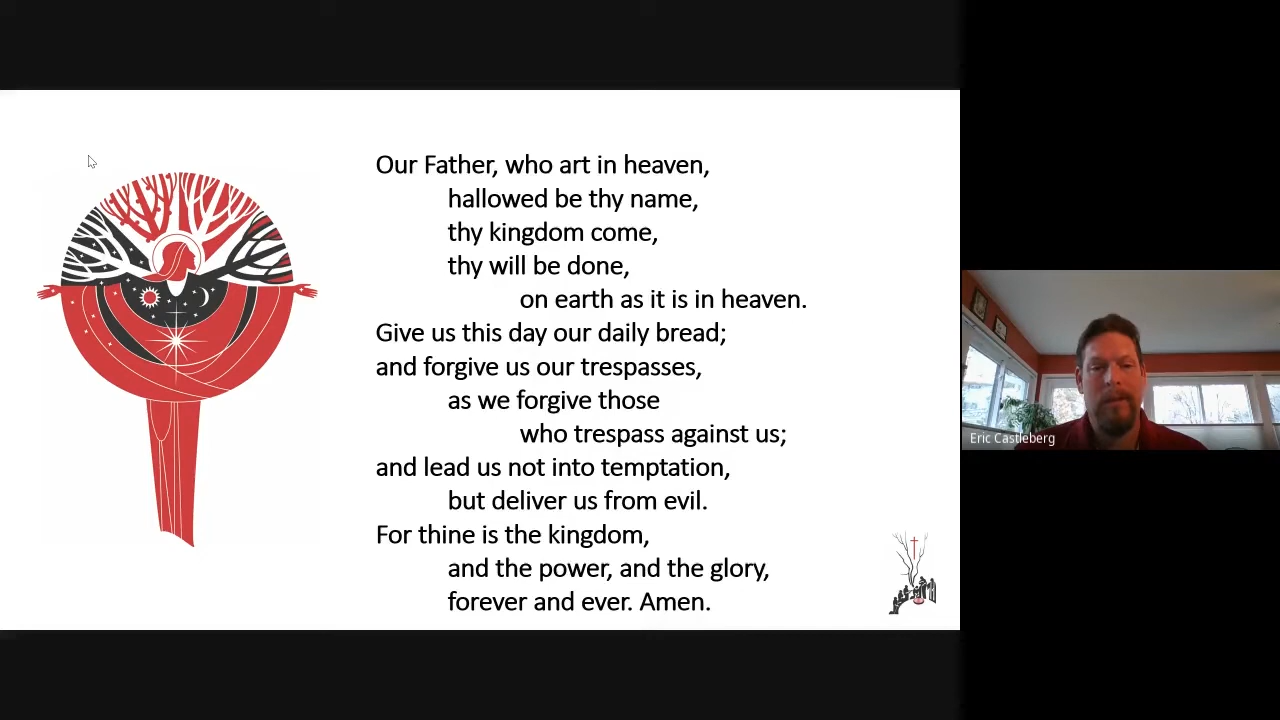 Our Father, who art in heaven,
hallowed be thy name,
thy kingdom come,
thy will be done,
on earth as it is in heaven.
Give us this day our daily bread;
and forgive us our trespasses,
as we forgive those
who trespass against us;
and lead us not into temptation,
but deliver us from evil.
For thine is the kingdom,
and the power, and the glory,
forever and ever. Amen.
Eric Castleberg